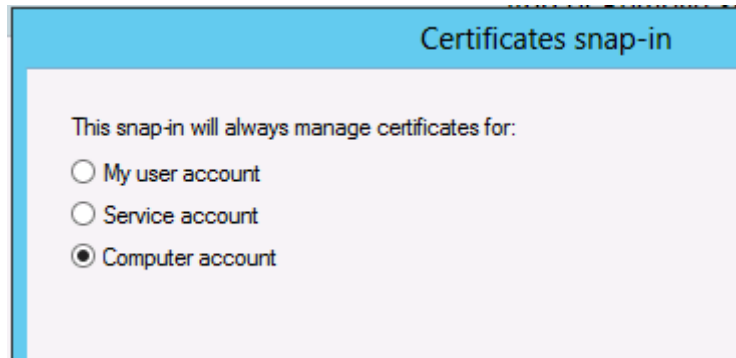 Certificates snap-in
This snap-in will always manage certificates for:
My user account
Service account
Computer account